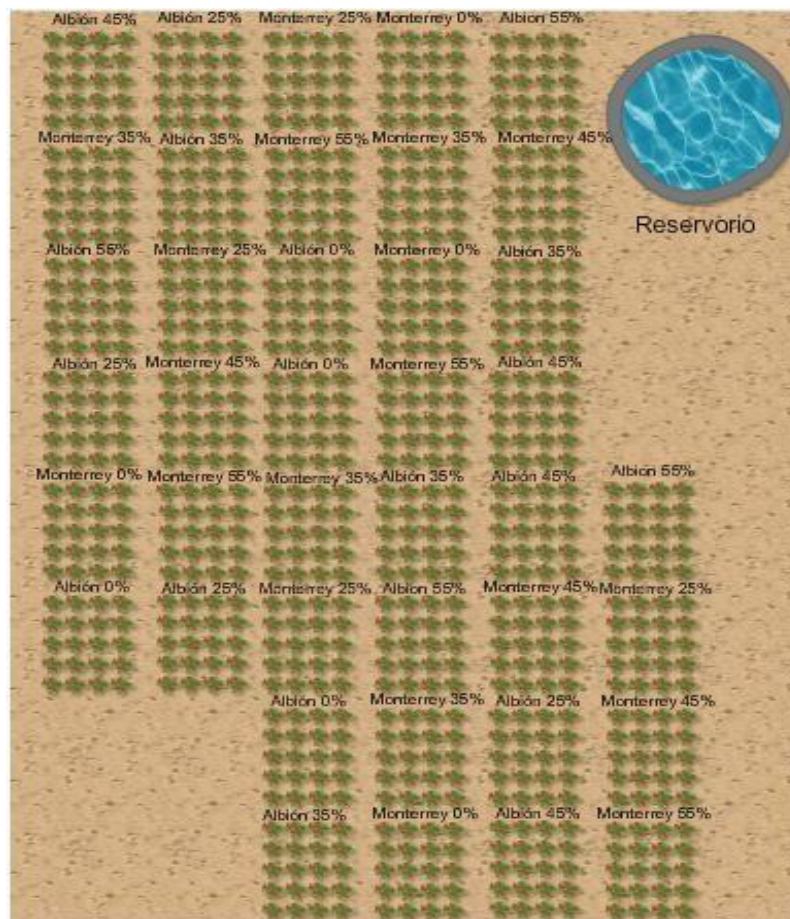 Albión 45% Albión 25% Monterrey 25% Monterrey 0% Albion 55%
Monterrey 35% Albión 35% Monterrey 55% Monterrey 35% Monterrey 45%
Reservorio
Albión 55% Monterrey 25% Albión 0% Monterrey 0% Albión 35%
Albión 25% Monterrey 45% Albión 0% Monterrey 55% Albión 45%
Monterrey 0% Monterrey 55% Monterrey 35% Albión 35% Albión 45% Albión 55%
Albión 0% Albión 25% Monterrey 25% Albion 55% Monterrey 45% Monterrey 25%
Albión 0% Monterrey 35% Albión 25% Monterrey 45%
Albión 35% Monterrey 0% Albión 45% Monterrey 55%